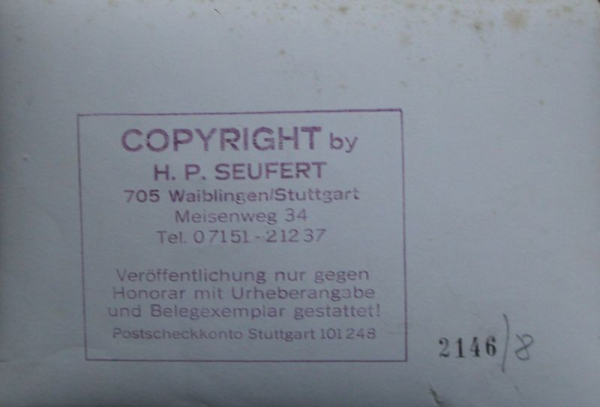 COPYRIGHT by
H. P. SEUFERT
705 Waiblingen/Stuttgart
Meisenweg 34
Tel. 07151-21237
Veröffentlichung nur gegen
Honorar mit Urheberangabe
und Belegexemplar gestattet!
Postscheckkonto Stuttgart 101248
2146/8